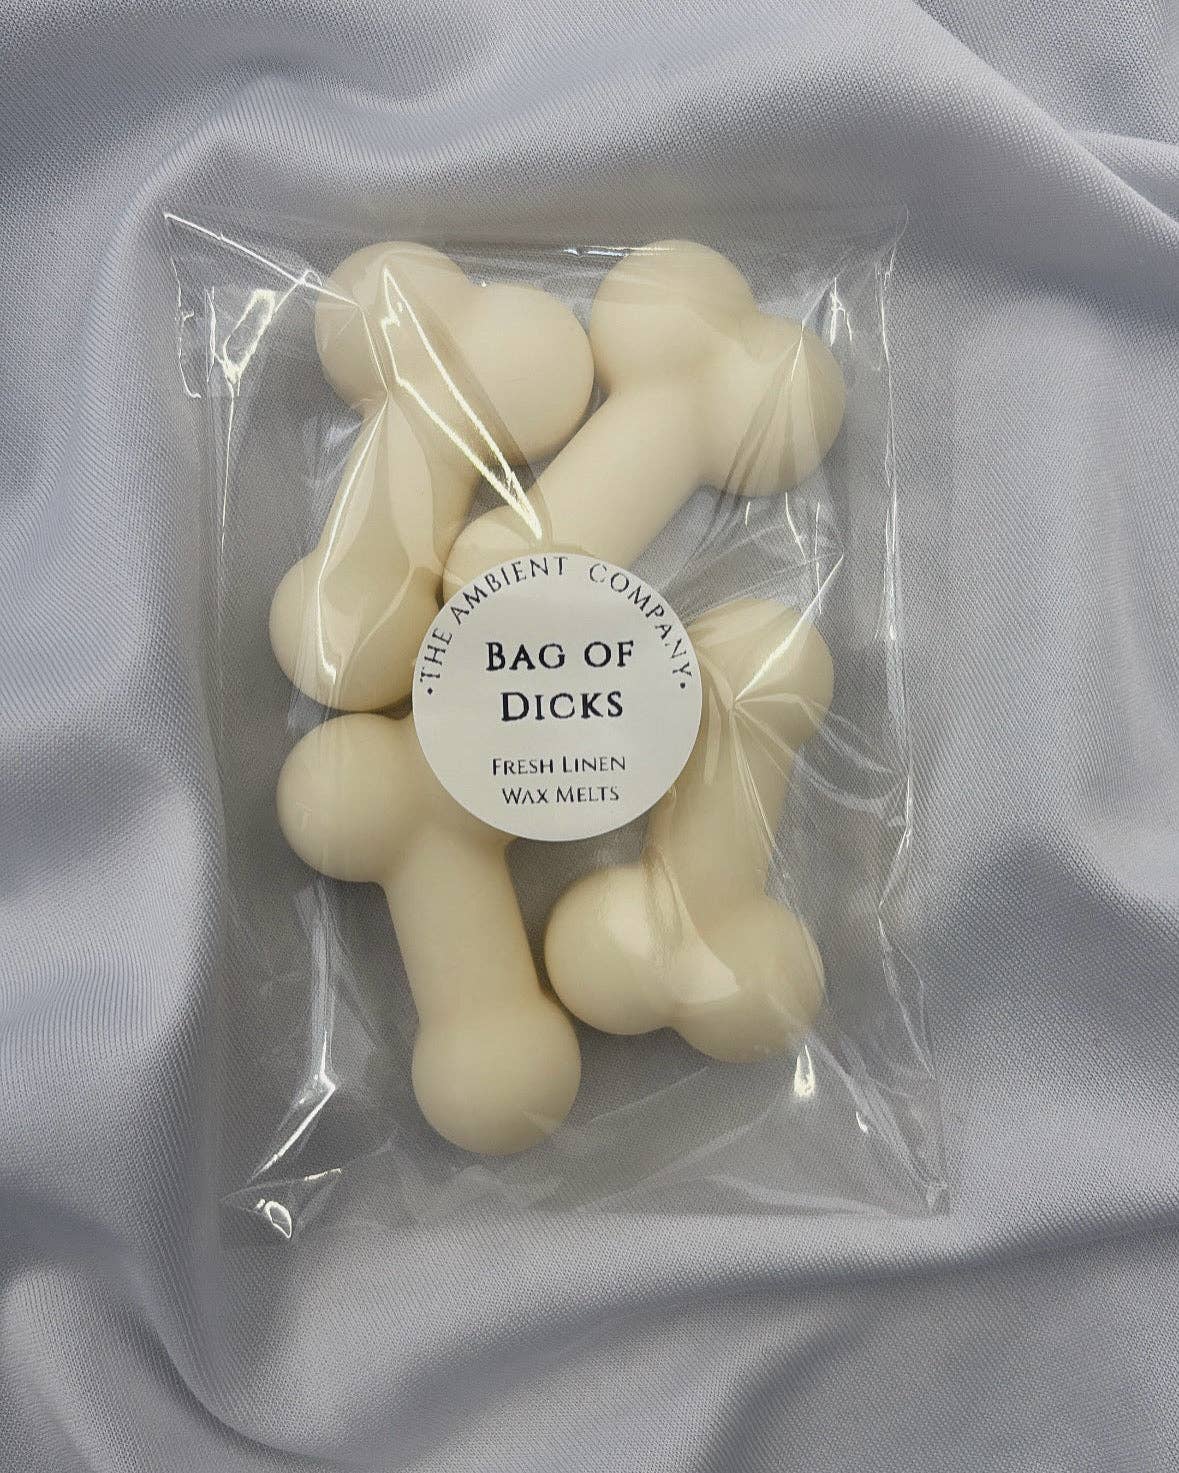 ·THE AMBIENT COMPANY·
BAG OF
DICKS
FRESH LINEN
WAX MELTS